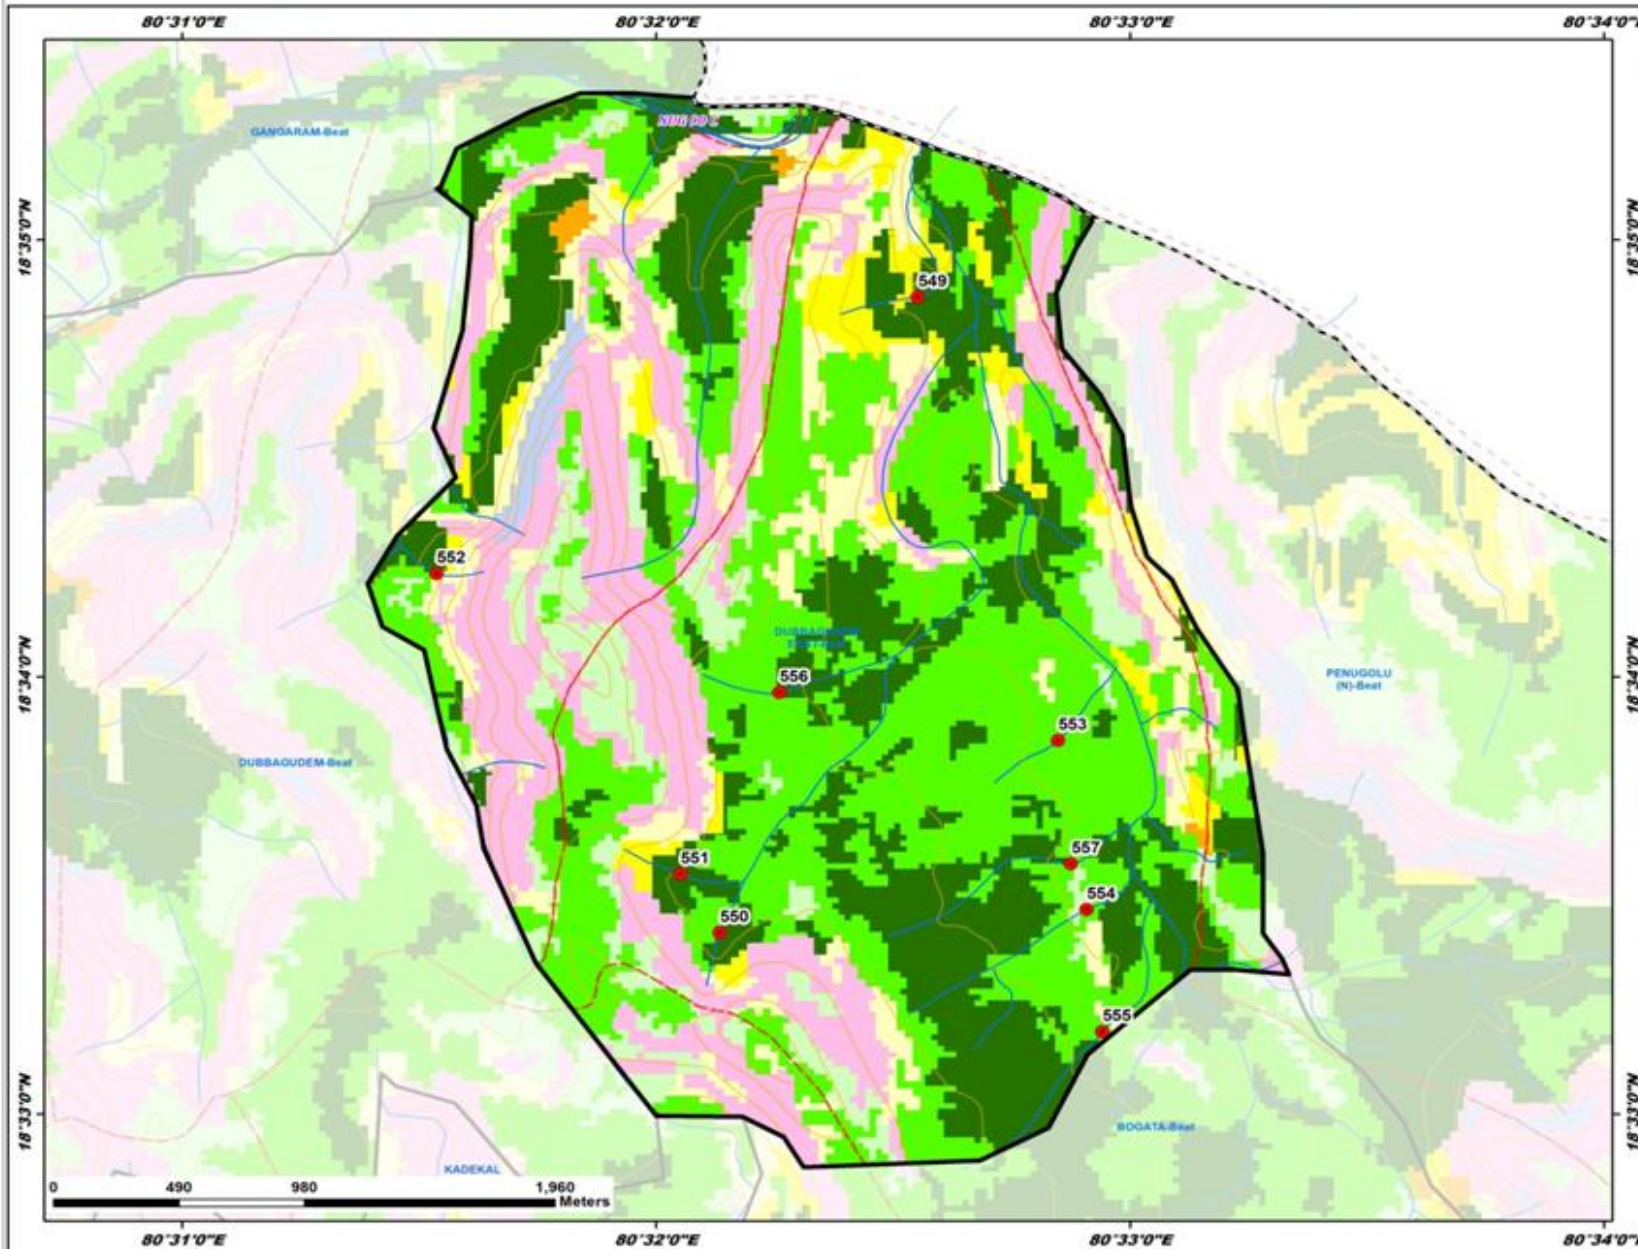 80°31'0"E 80°32'0"E 80°33'0"E 80°34'0"E
GANGARAM-Beat
18°35'0"N
18°35'0"N
549
552
DUBBAGUDEM
556
18°34'0"N
18°34'0"N
PENUGOLU
(N)-Beat
553
DUBBAGUDEM-Beat
557
551
554
550
555
18°33'0"N
18°33'0"N
BOGATA-Beat
KADEKAL
0 490 980 1,960
Meters
80°31'0"E 80°32'0"E 80°33'0"E 80°34'0"E